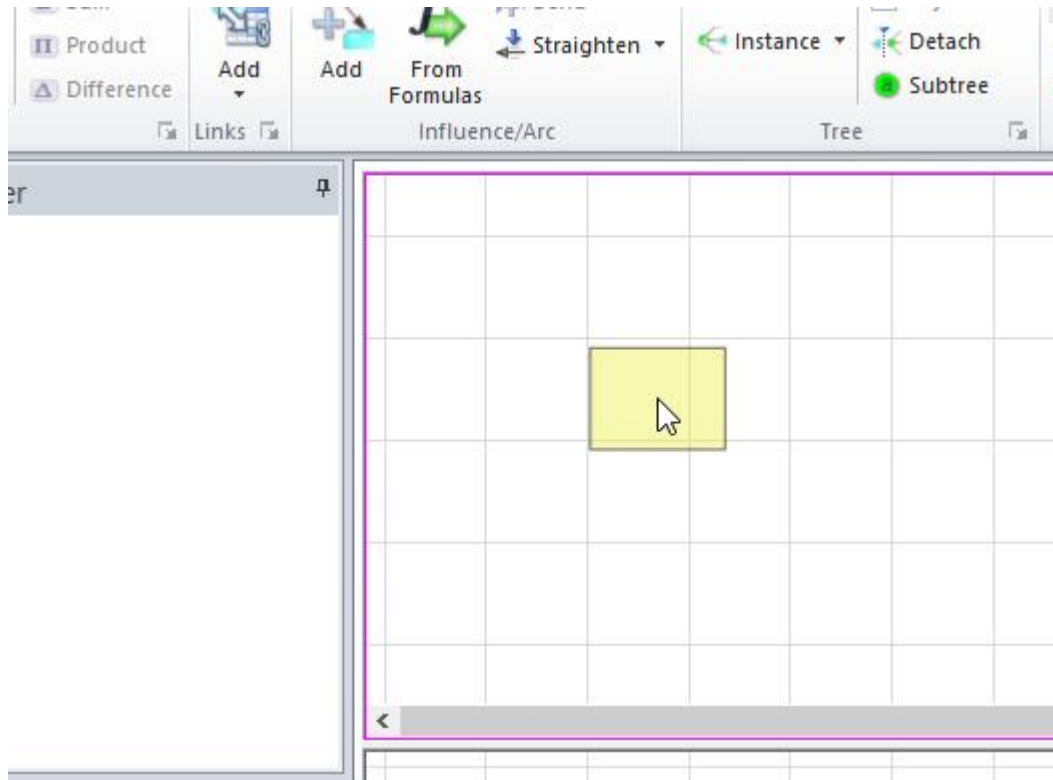 Π Product
Δ Difference
Add
Links
Add
From
Formulas
Straighten
Influence/Arc
Instance
Detach
a Subtree
Tree
er